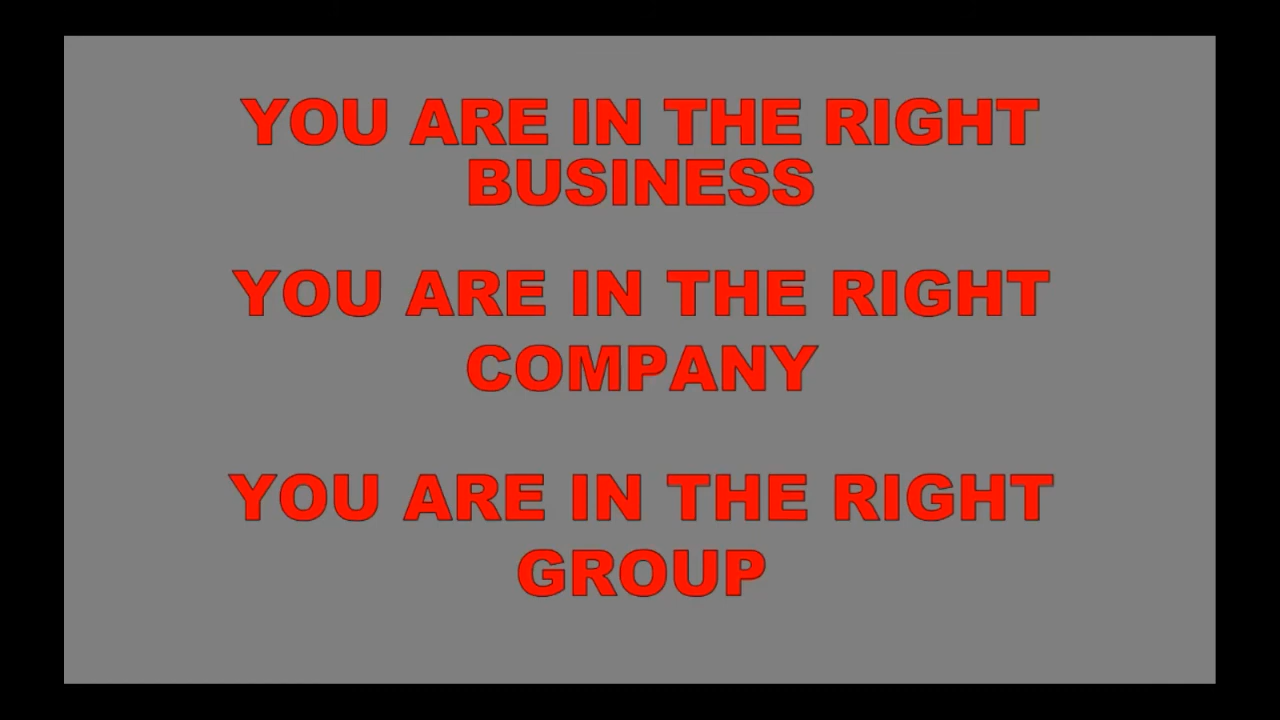 YOU ARE IN THE RIGHT
BUSINESS
YOU ARE IN THE RIGHT
COMPANY
YOU ARE IN THE RIGHT
GROUP